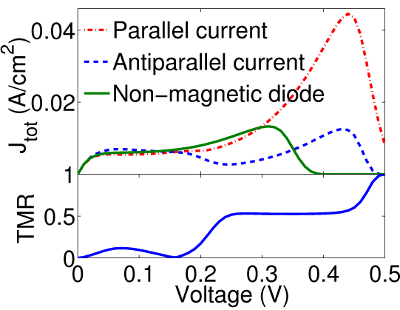 0.04
0.02
J_tot (A/cm²)
Parallel current
Antiparallel current
Non-magnetic diode
1
0.5
0
TMR
0 0.1 0.2 0.3 0.4 0.5
Voltage (V)